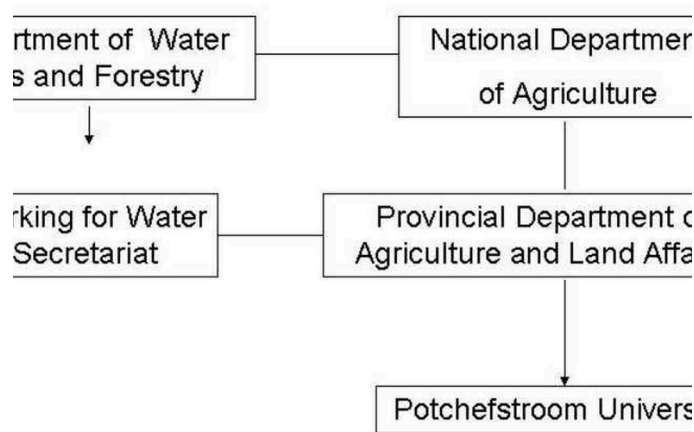 rtment of Water
s and Forestry
National Departmen
of Agriculture
rking for Water
Secretariat
Provincial Department o
Agriculture and Land Affa
Potchefstroom Univers